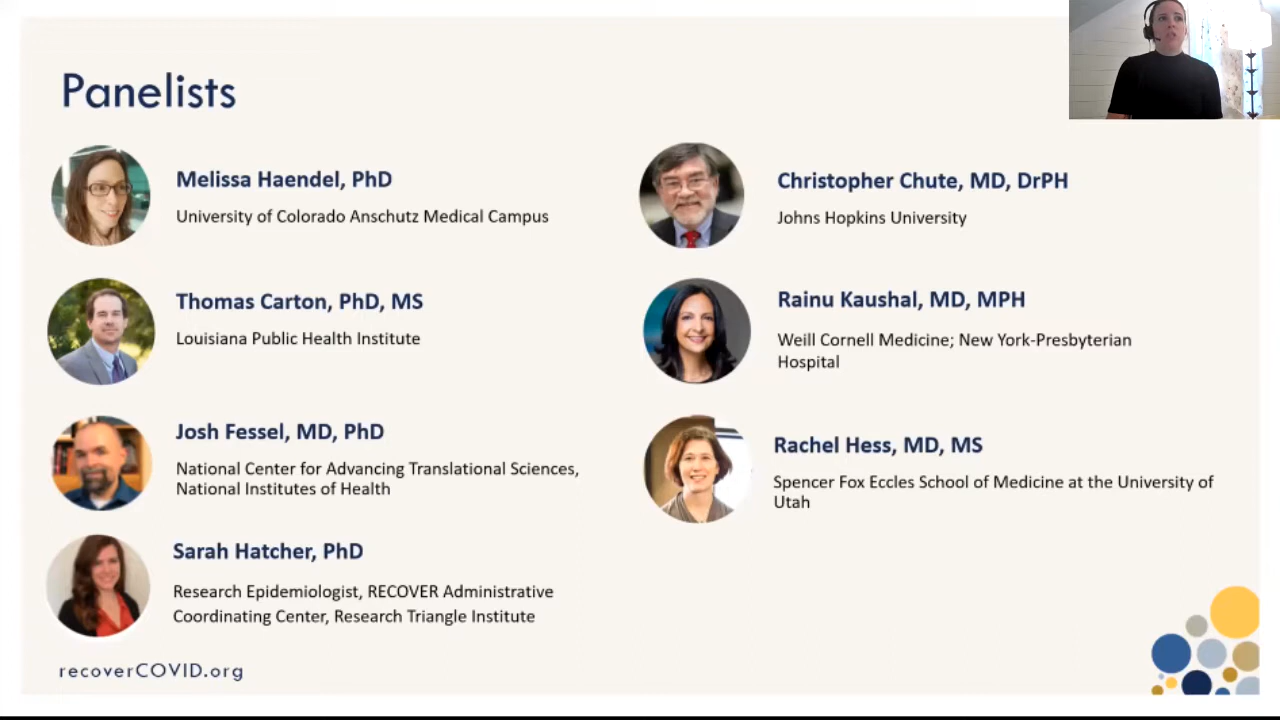 Panelists
Melissa Haendel, PhD
University of Colorado Anschutz Medical Campus
Thomas Carton, PhD, MS
Louisiana Public Health Institute
Josh Fessel, MD, PhD
National Center for Advancing Translational Sciences,
National Institutes of Health
Sarah Hatcher, PhD
Research Epidemiologist, RECOVER Administrative
Coordinating Center, Research Triangle Institute
Christopher Chute, MD, DrPH
Johns Hopkins University
Rainu Kaushal, MD, MPH
Weill Cornell Medicine; New York-Presbyterian
Hospital
Rachel Hess, MD, MS
Spencer Fox Eccles School of Medicine at the University of
Utah
recoverCOVID.org